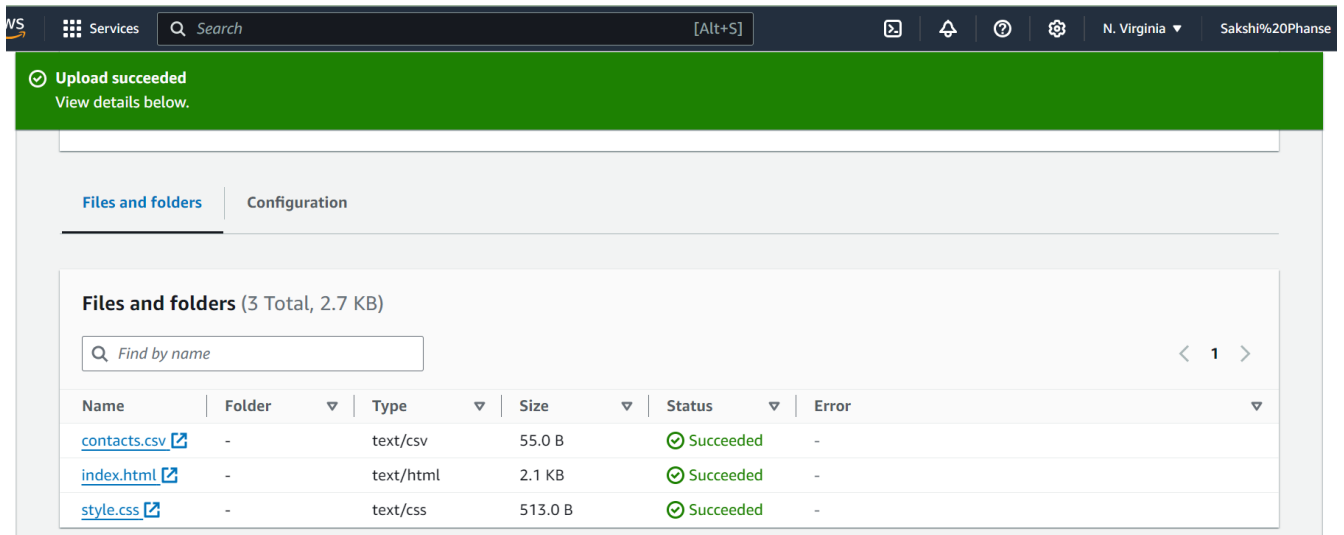 WS Services Search [Alt+S] N. Virginia Sakshi%20Phanse
Upload succeeded
View details below.
Files and folders Configuration
Files and folders (3 Total, 2.7 KB)
Find by name 1
Name Folder Type Size Status Error
contacts.csv - text/csv 55.0 B Succeeded -
index.html - text/html 2.1 KB Succeeded -
style.css - text/css 513.0 B Succeeded -